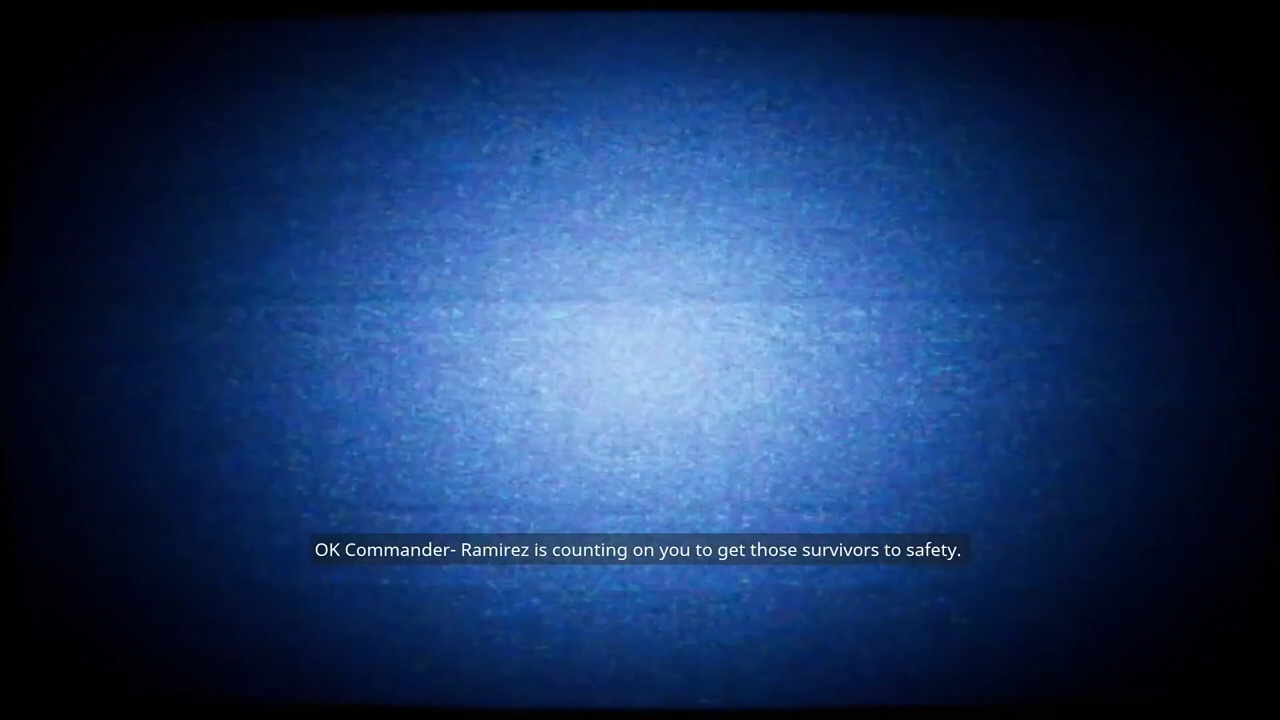 OK Commander- Ramirez is counting on you to get those survivors to safety.